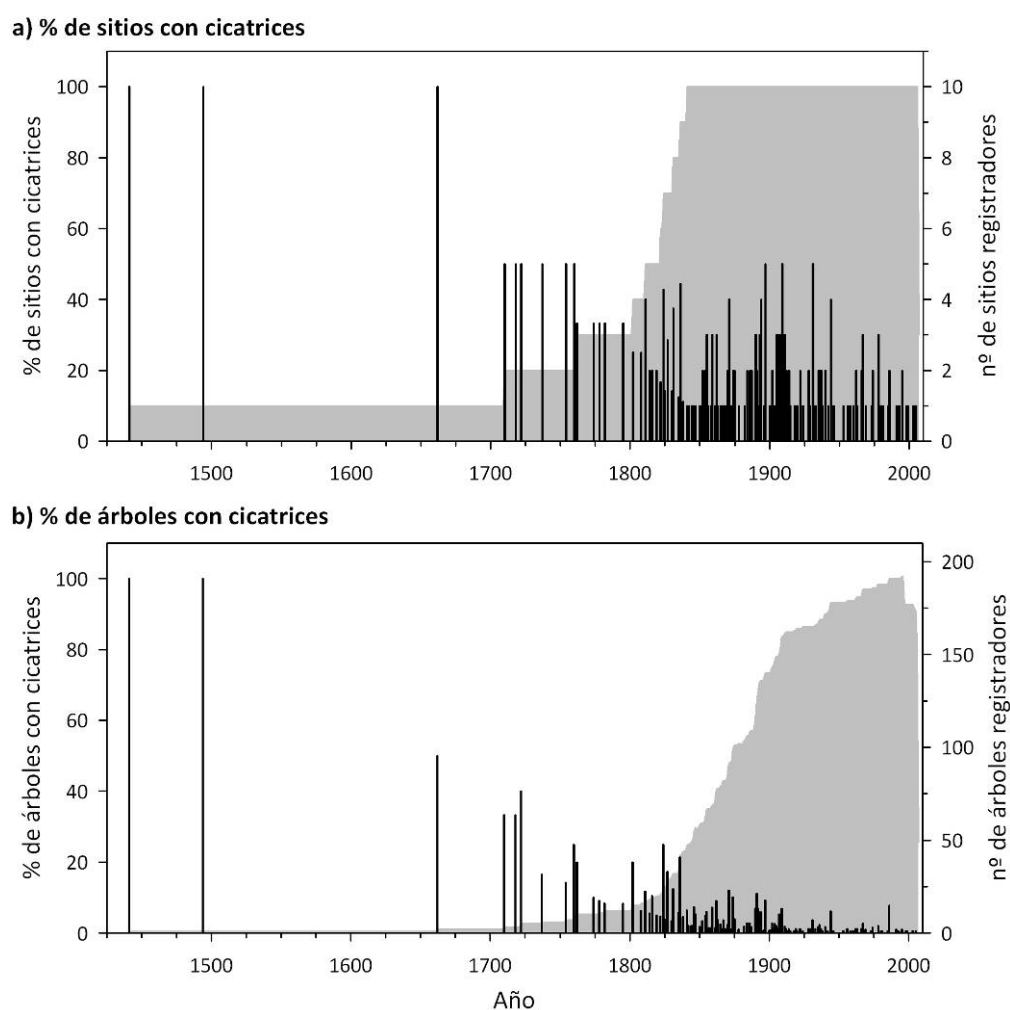 a) % de sitios con cicatrices
% de sitios con cicatrices
100
80
60
40
20
0
10
8
6
4
2
0
nº de sitios registradores
1500 1600 1700 1800 1900 2000
b) % de árboles con cicatrices
% de árboles con cicatrices
100
80
60
40
20
0
200
150
100
50
0
nº de árboles registradores
1500 1600 1700 1800 1900 2000
Año